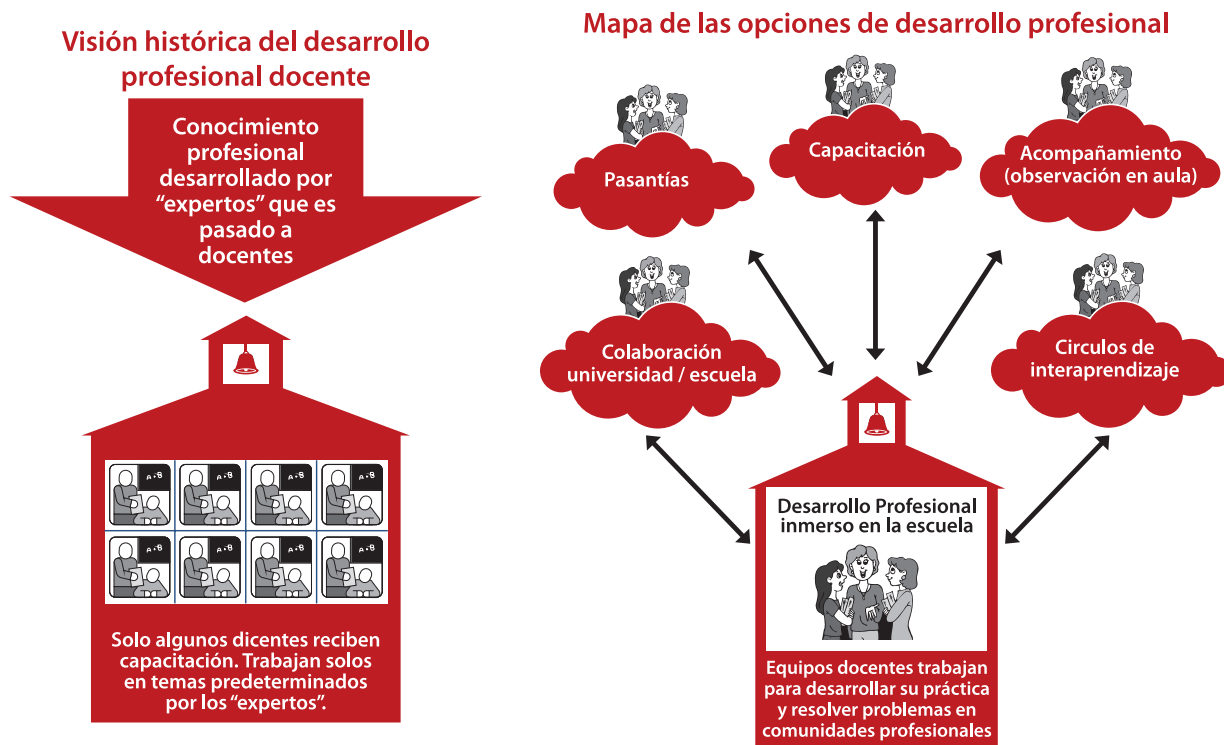 Visión histórica del desarrollo
profesional docente
Conocimiento
profesional
desarrollado por
“expertos” que es
pasado a
docentes
A+B
A+B
A+B
A+B
A+B
A+B
A+B
A+B
Solo algunos dicentes reciben
capacitación. Trabajan solos
en temas predeterminados
por los “expertos”.
Mapa de las opciones de desarrollo profesional
Pasantías
Capacitación
Acompañamiento
(observación en aula)
Colaboración
universidad / escuela
Circulos de
interaprendizaje
Desarrollo Profesional
inmerso en la escuela
Equipos docentes trabajan
para desarrollar su práctica
y resolver problemas en
comunidades profesionales